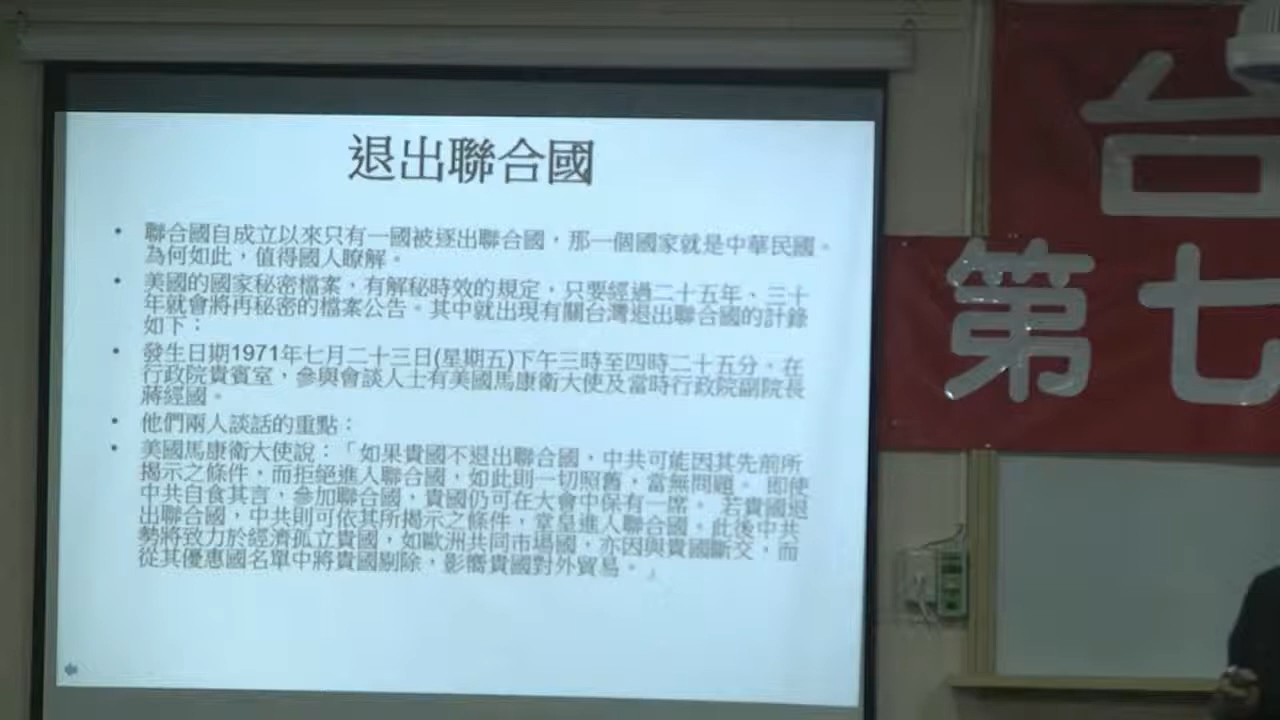 退出聯合國
• 聯合國自成立以來只有一國被逐出聯合國，那一個國家就是中華民國。
為何如此，值得國人瞭解。
• 美國的國家秘密檔案，有解秘時效的規定，只要經過二十五年、三十
年就會將再秘密的檔案公告。其中就出現有關台灣退出聯合國的計錄
如下：
• 發生日期1971年七月二十三日(星期五)下午三時至四時二十五分，在
行政院貴賓室，參與會談人士有美國馬康衛大使及當時行政院副院長
蔣經國。
• 他們兩人談話的重點：
• 美國馬康衛大使說：「如果貴國不退出聯合國，中共可能因其先前所
揭示之條件，而拒絕進入聯合國，如此則一切照舊，當無問題。 即使
中共自食其言，參加聯合國，貴國仍可在大會中保有一席。 若貴國退
出聯合國，中共則可依其所揭示之條件，堂皇進入聯合國。此後中共
勢將致力於經濟孤立貴國，如歐洲共同市場國，亦因與貴國斷交，而
從其優惠國名單中將貴國剔除，影響貴國對外貿易。 」
台
第七